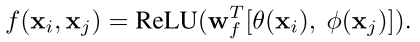 f(x_i, x_j) = ReLU(w_f^T[θ(x_i), ϕ(x_j)]).